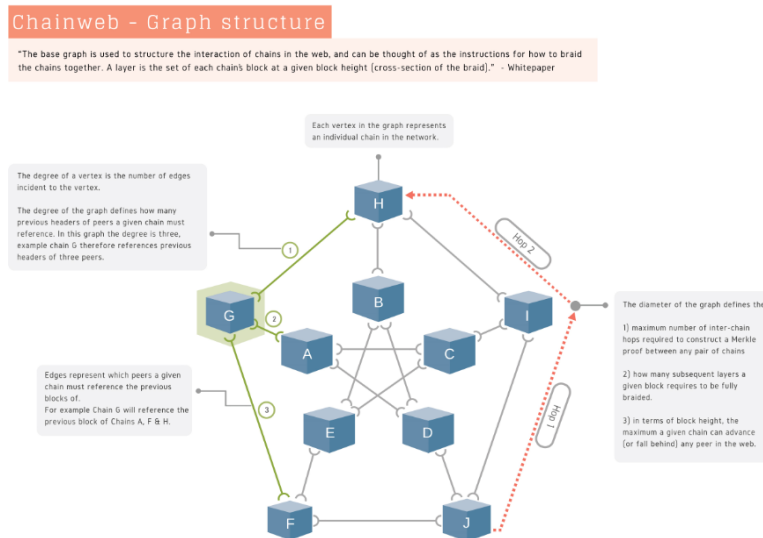 Chainweb - Graph structure
"The base graph is used to structure the interaction of chains in the web, and can be thought of as the instructions for how to braid
the chains together. A layer is the set of each chain's block at a given block height (cross-section of the braid)." - Whitepaper
Each vertex in the graph represents
an individual chain in the network.
The degree of a vertex is the number of edges
incident to the vertex.
The degree of the graph defines how many
previous headers of peers a given chain must
reference. In this graph the degree is three,
example chain G therefore references previous
headers of three peers.
H
1
Hop 2
B
G
2
I
A
C
The diameter of the graph defines the
1) maximum number of inter-chain
hops required to construct a Merkle
proof between any pair of chains
2) how many subsequent layers a
given block requires to be fully
braided.
3) in terms of block height, the
maximum a given chain can advance
(or fall behind) any peer in the web.
Edges represent which peers a given
chain must reference the previous
blocks of.
For example Chain G will reference the
previous block of Chains A, F & H.
3
Hop 1
E
D
F
J